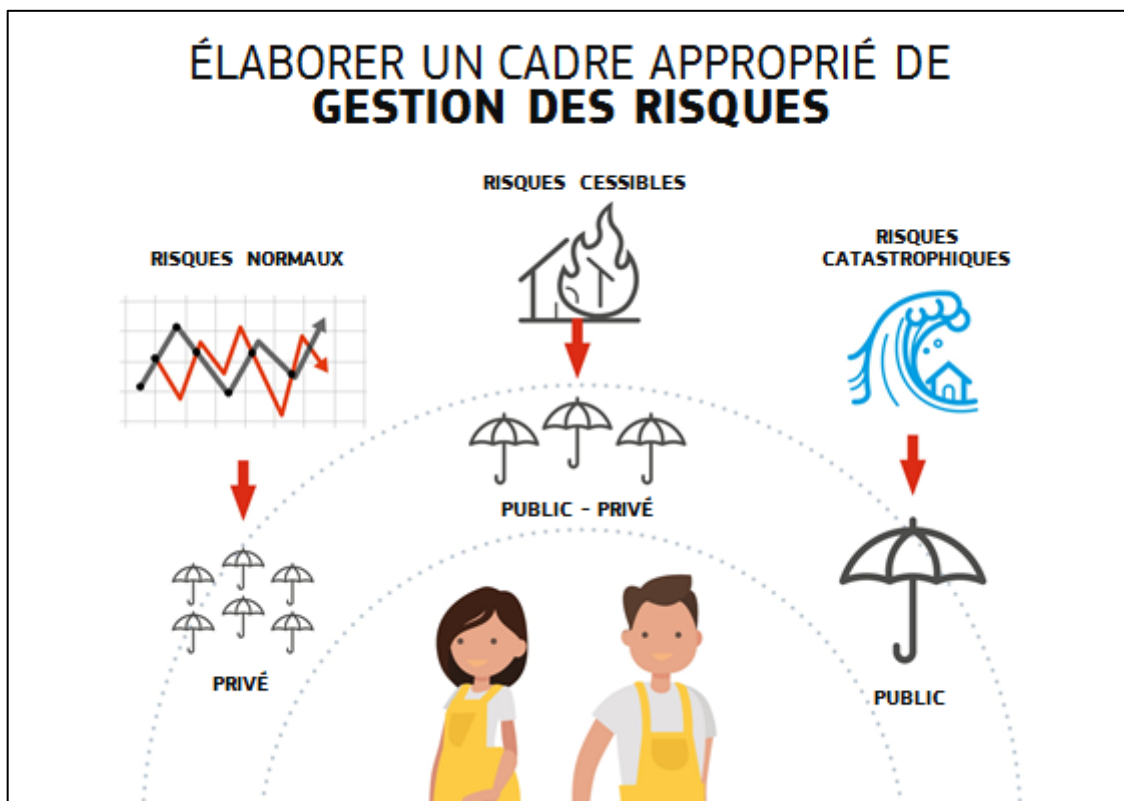 ÉLABORER UN CADRE APPROPRIÉ DE
GESTION DES RISQUES
RISQUES CESSIBLES
RISQUES NORMAUX
RISQUES
CATASTROPHIQUES
PUBLIC - PRIVÉ
PRIVÉ
PUBLIC